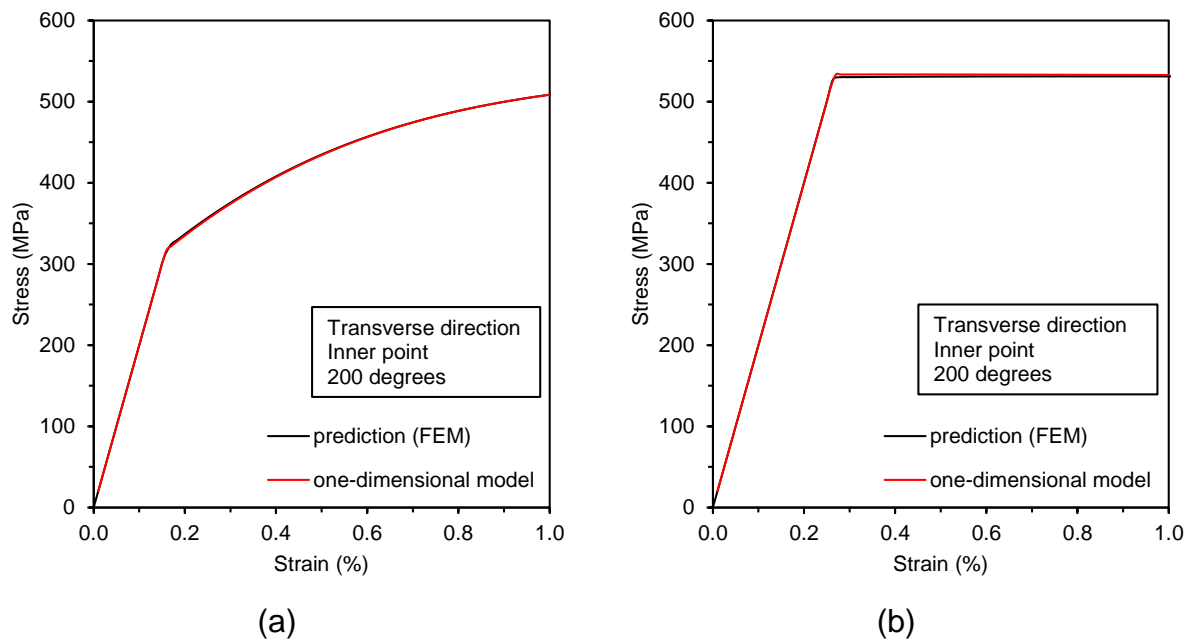 600
500
400
300
200
100
0
Stress (MPa)
Transverse direction
Inner point
200 degrees
prediction (FEM)
one-dimensional model
0.0 0.2 0.4 0.6 0.8 1.0
Strain (%)
(a)
600
500
400
300
200
100
0
Stress (MPa)
Transverse direction
Inner point
200 degrees
prediction (FEM)
one-dimensional model
0.0 0.2 0.4 0.6 0.8 1.0
Strain (%)
(b)